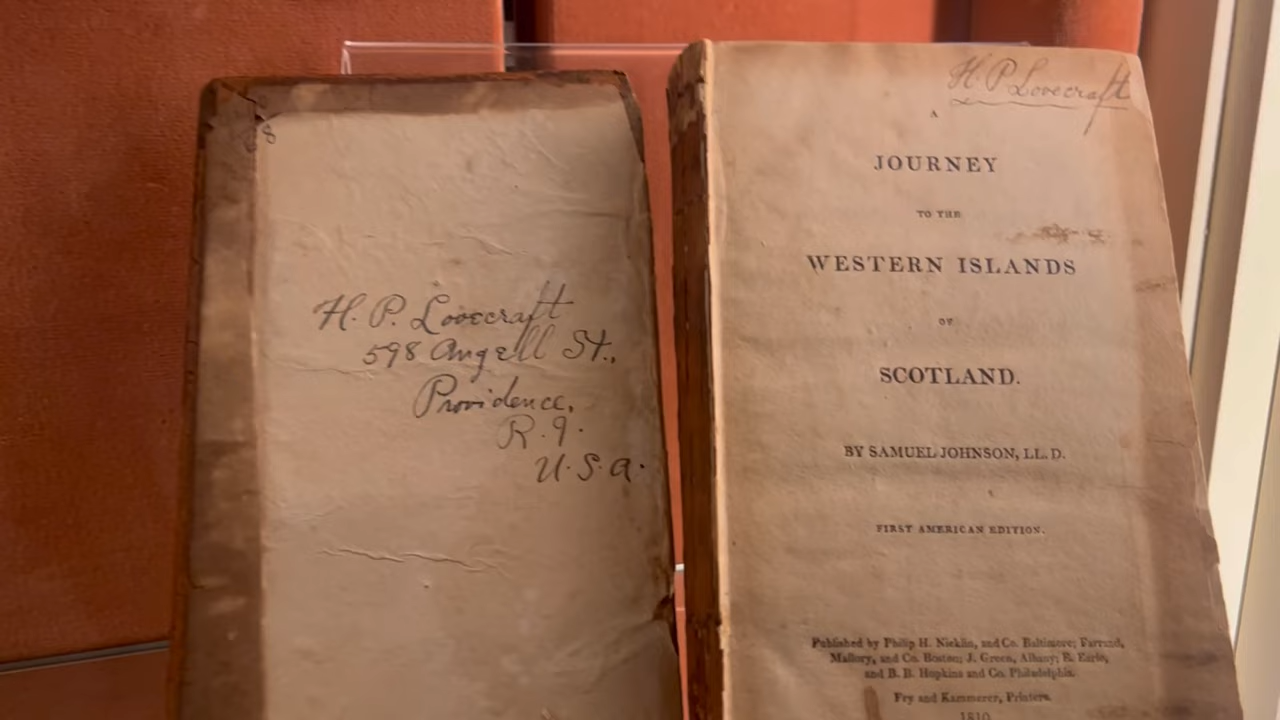 8
H. P. Lovecraft
598 Angell St.,
Providence,
R.I.
U.S.A.
H. P. Lovecraft
A
JOURNEY
TO THE
WESTERN ISLANDS
OF
SCOTLAND.
BY SAMUEL JOHNSON, LL. D.
FIRST AMERICAN EDITION.
Published by Philip H. Nicklin, and Co. Baltimore; Farrand,
Mallory, and Co. Boston; J. Green, Albany; E. Earle,
and B. B. Hopkins and Co. Philadelphia.
Fry and Kammerer, Printers.
1810